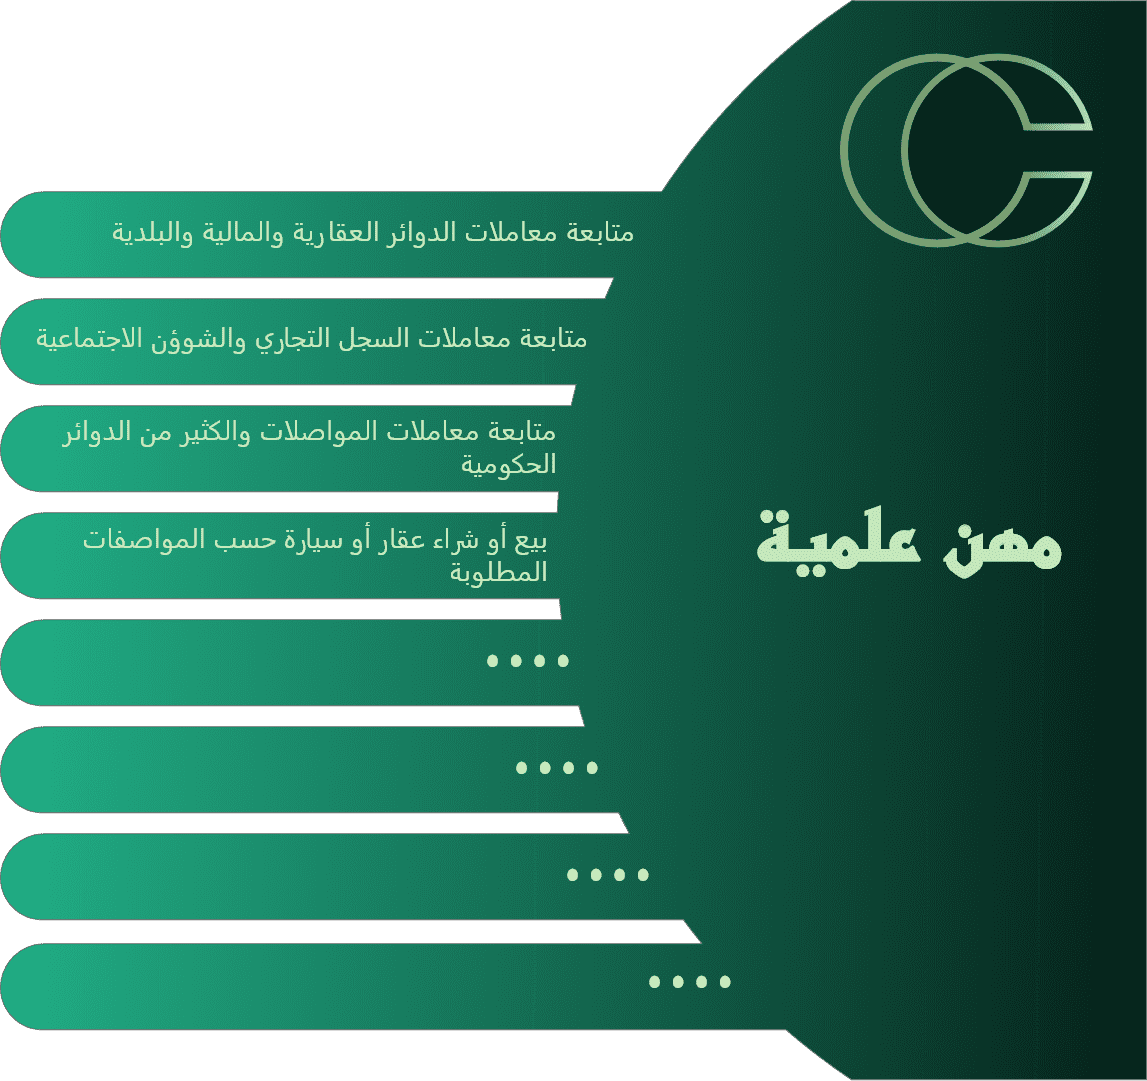 متابعة معاملات الدوائر العقارية والمالية والبلدية
متابعة معاملات السجل التجاري والشوؤن الاجتماعية
متابعة معاملات المواصلات والكثير من الدوائر
الحكومية
بيع أو شراء عقار أو سيارة حسب المواصفات
المطلوبة
مهن علمية
....
....
....
....